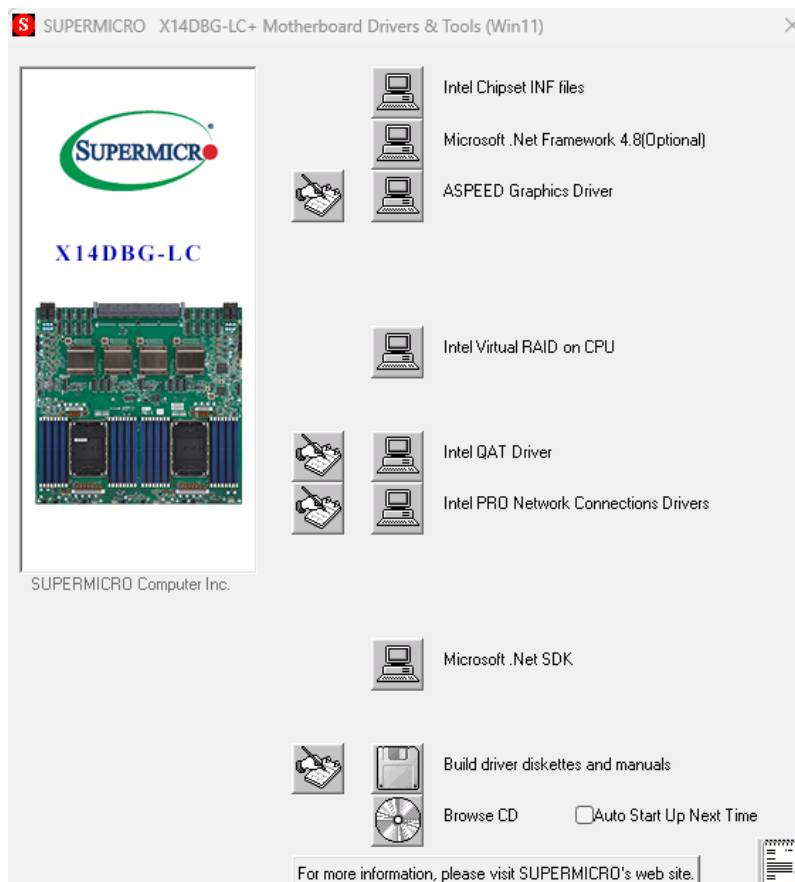 SUPERMICRO X14DBG-LC+ Motherboard Drivers & Tools (Win11)
SUPERMICRO
X14DBG-LC
SUPERMICRO Computer Inc.
Intel Chipset INF files
Microsoft .Net Framework 4.8(Optional)
ASPEED Graphics Driver
Intel Virtual RAID on CPU
Intel QAT Driver
Intel PRO Network Connections Drivers
Microsoft .Net SDK
Build driver diskettes and manuals
Browse CD Auto Start Up Next Time
For more information, please visit SUPERMICRO's web site.